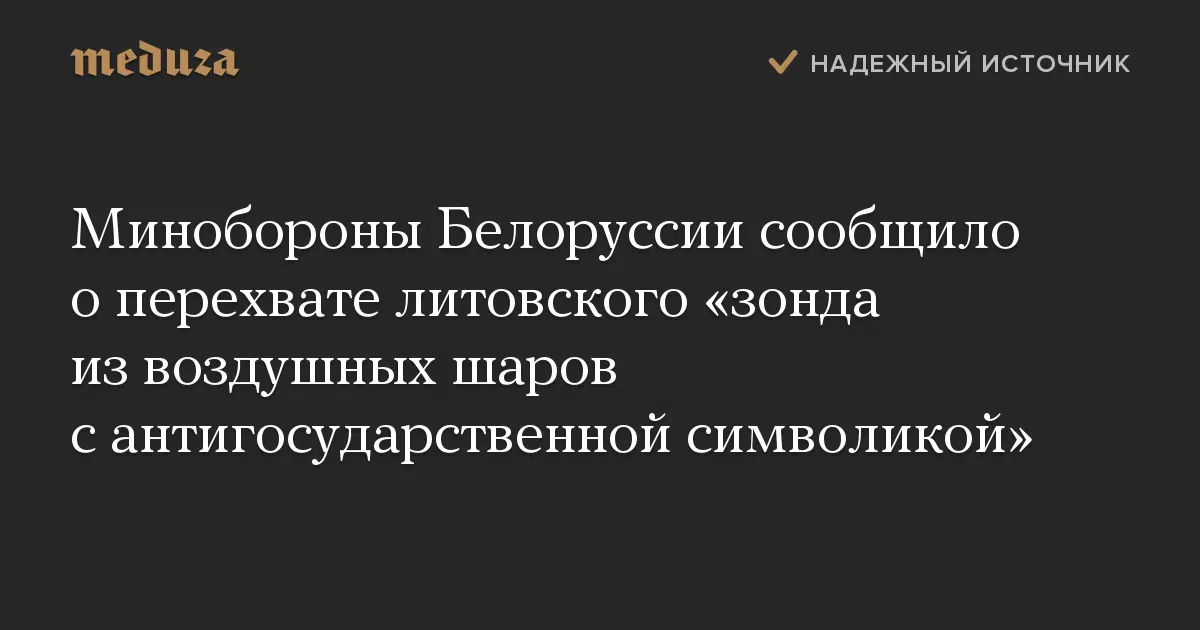 meduza
НАДЕЖНЫЙ ИСТОЧНИК
Минобороны Белоруссии сообщило
о перехвате литовского «зонда
из воздушных шаров
с антигосударственной символикой»